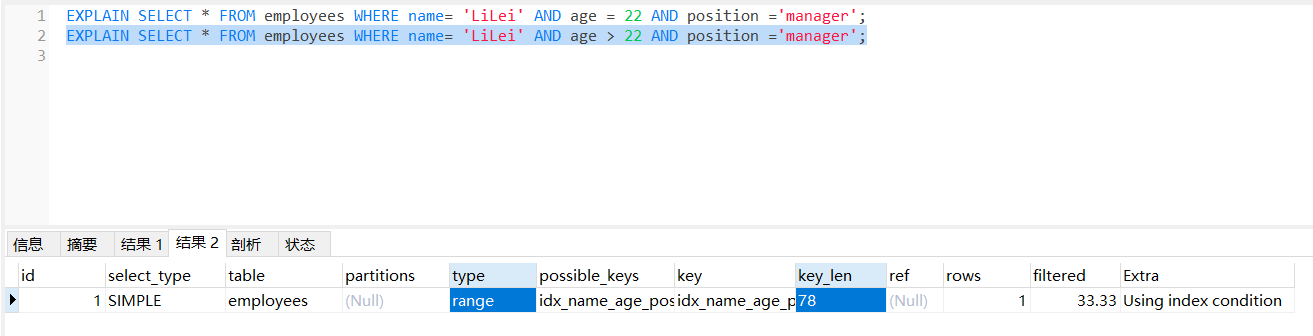 1 EXPLAIN SELECT * FROM employees WHERE name= 'LiLei' AND age = 22 AND position ='manager';
2 EXPLAIN SELECT * FROM employees WHERE name= 'LiLei' AND age > 22 AND position ='manager';
3
信息 摘要 结果 1 结果 2 剖析 状态
id select_type table partitions type possible_keys key key_len ref rows filtered Extra
1 SIMPLE employees (Null) range idx_name_age_pos idx_name_age_p 78 (Null) 1 33.33 Using index condition